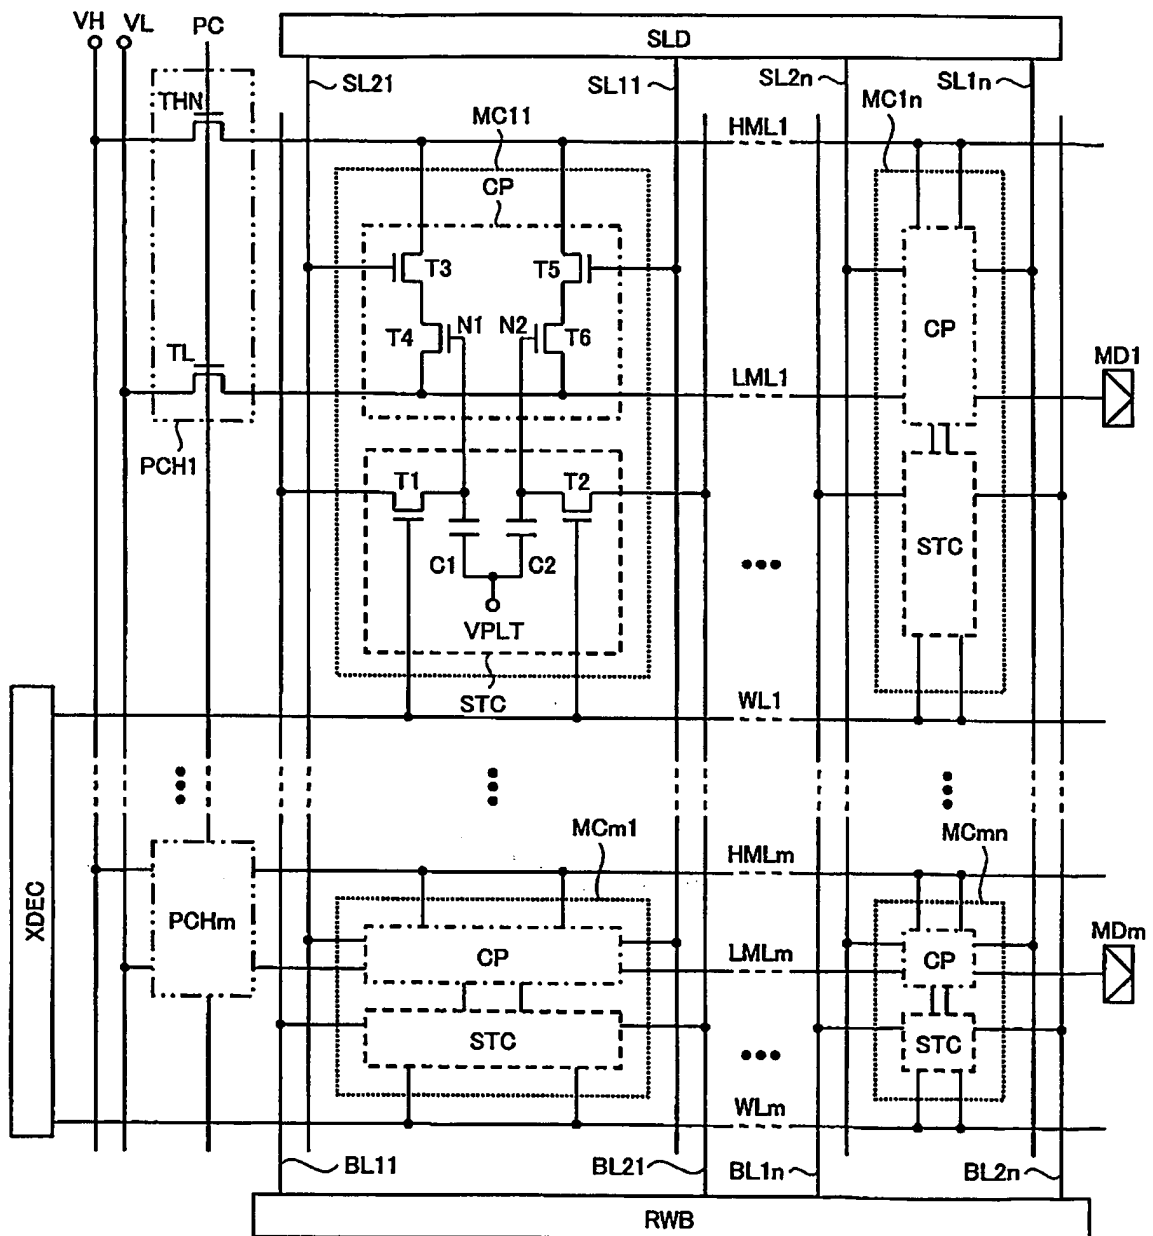 VH VL PC SLD
SL21 SL11 SL2n SL1n
THN MC11 MC1n
HML1
CP
T3 T5
T4 N1 N2 T6 CP
TL LML1 MD1
PCH1
T1 T2
STC
C1 C2 •••
VPLT
STC WL1
••• ••• •••
MCm1 MCmn
HMLm
XDEC PCHm CP LMLm CP MDm
STC ••• STC
WLm
BL11 BL21 BL1n BL2n
RWB